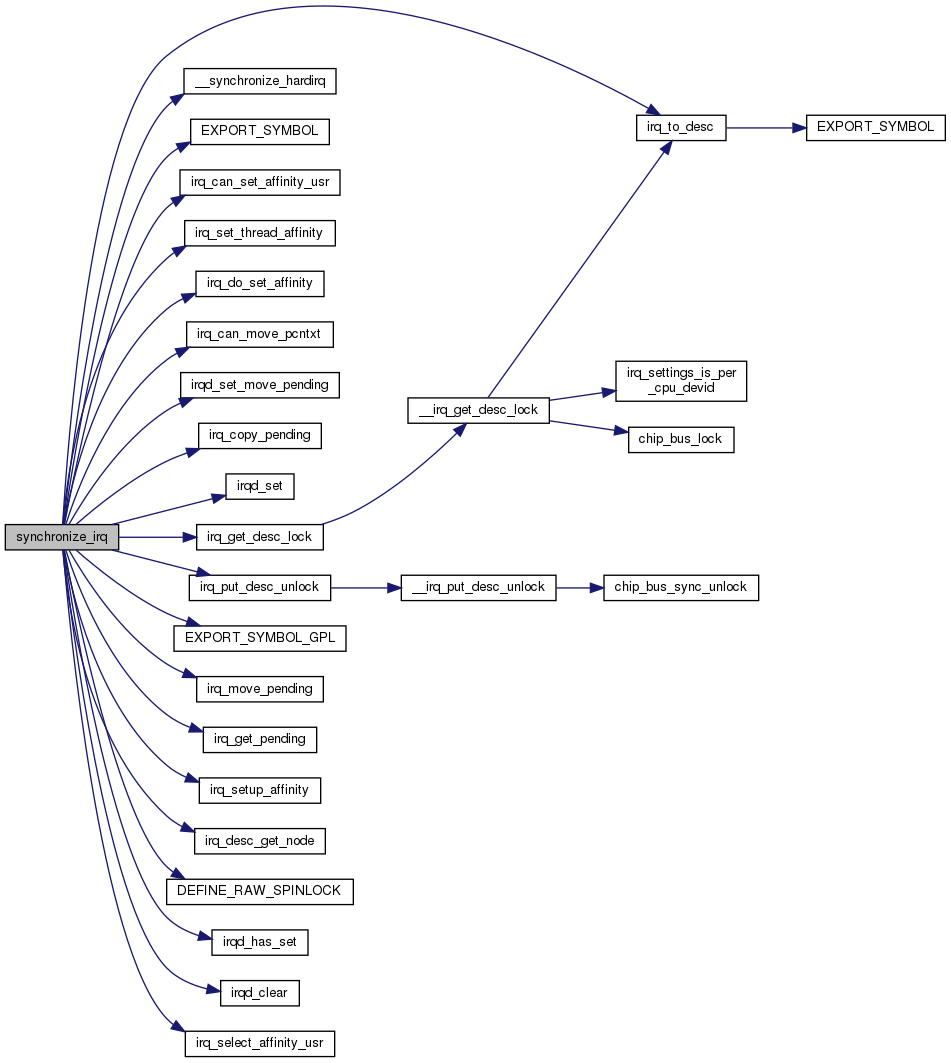 __synchronize_hardirq
irq_to_desc
EXPORT_SYMBOL
EXPORT_SYMBOL
irq_can_set_affinity_usr
irq_set_thread_affinity
irq_do_set_affinity
irq_can_move_pcntxt
irqd_set_move_pending
irq_settings_is_per
_cpu_devid
__irq_get_desc_lock
irq_copy_pending
chip_bus_lock
irqd_set
synchronize_irq
irq_get_desc_lock
irq_put_desc_unlock
__irq_put_desc_unlock
chip_bus_sync_unlock
EXPORT_SYMBOL_GPL
irq_move_pending
irq_get_pending
irq_setup_affinity
irq_desc_get_node
DEFINE_RAW_SPINLOCK
irqd_has_set
irqd_clear
irq_select_affinity_usr